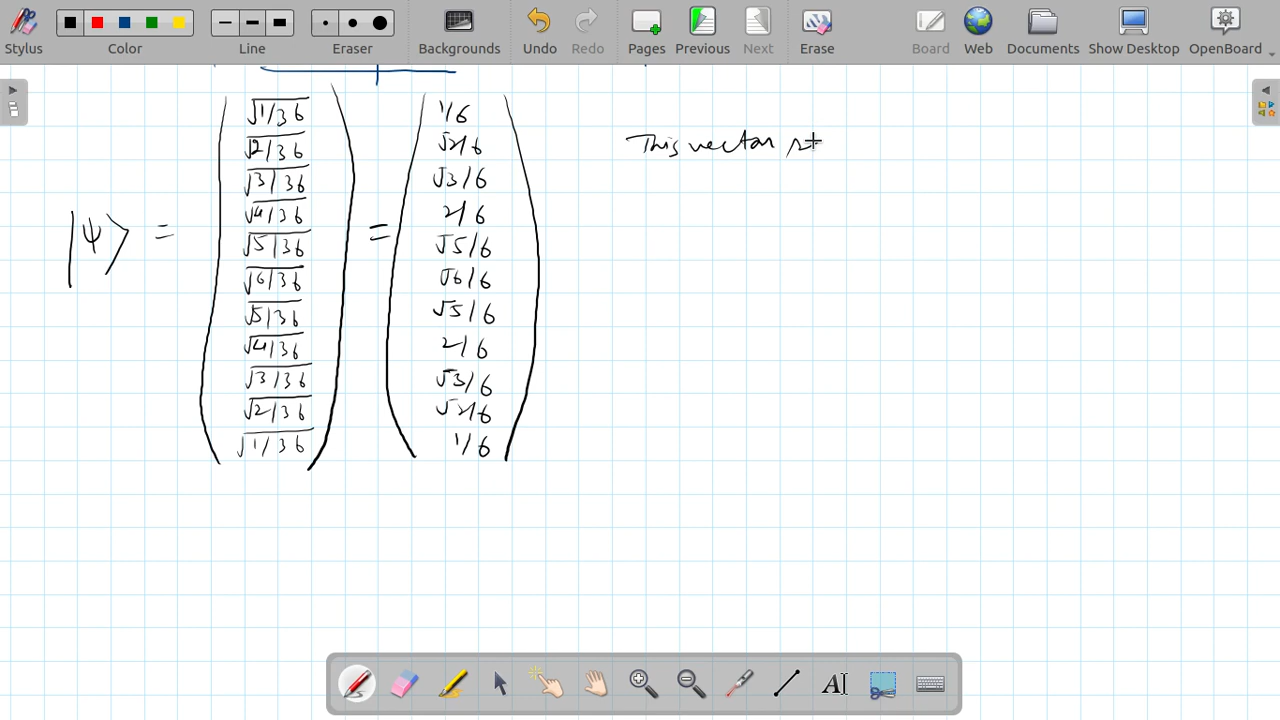 Stylus Color Line Eraser Backgrounds Undo Redo Pages Previous Next Erase Board Web Documents Show Desktop OpenBoard
|ψ⟩ = (√1/36 √2/36 √3/36 √4/36 √5/36 √6/36 √5/36 √4/36 √3/36 √2/36 √1/36) = (1/6 √2/6 √3/6 2/6 √5/6 √6/6 √5/6 2/6 √3/6 √2/6 1/6)
This vector